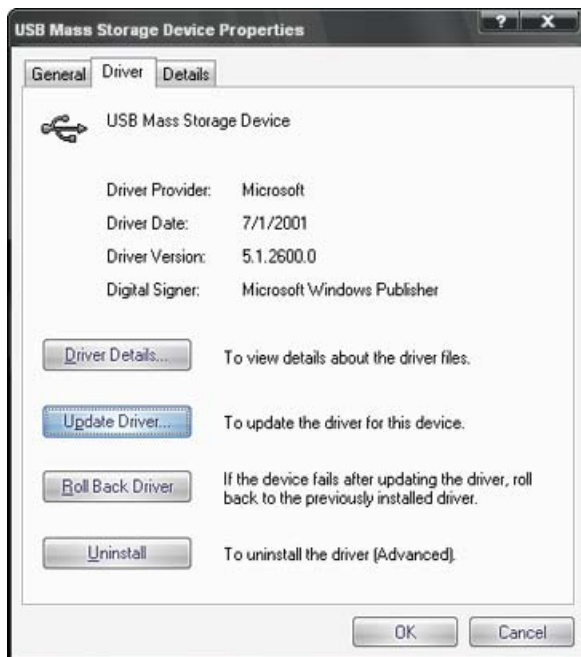 USB Mass Storage Device Properties
? X
General Driver Details
USB Mass Storage Device
Driver Provider: Microsoft
Driver Date: 7/1/2001
Driver Version: 5.1.2600.0
Digital Signer: Microsoft Windows Publisher
Driver Details... To view details about the driver files.
Update Driver... To update the driver for this device.
Roll Back Driver If the device fails after updating the driver, roll
back to the previously installed driver.
Uninstall To uninstall the driver (Advanced).
OK Cancel